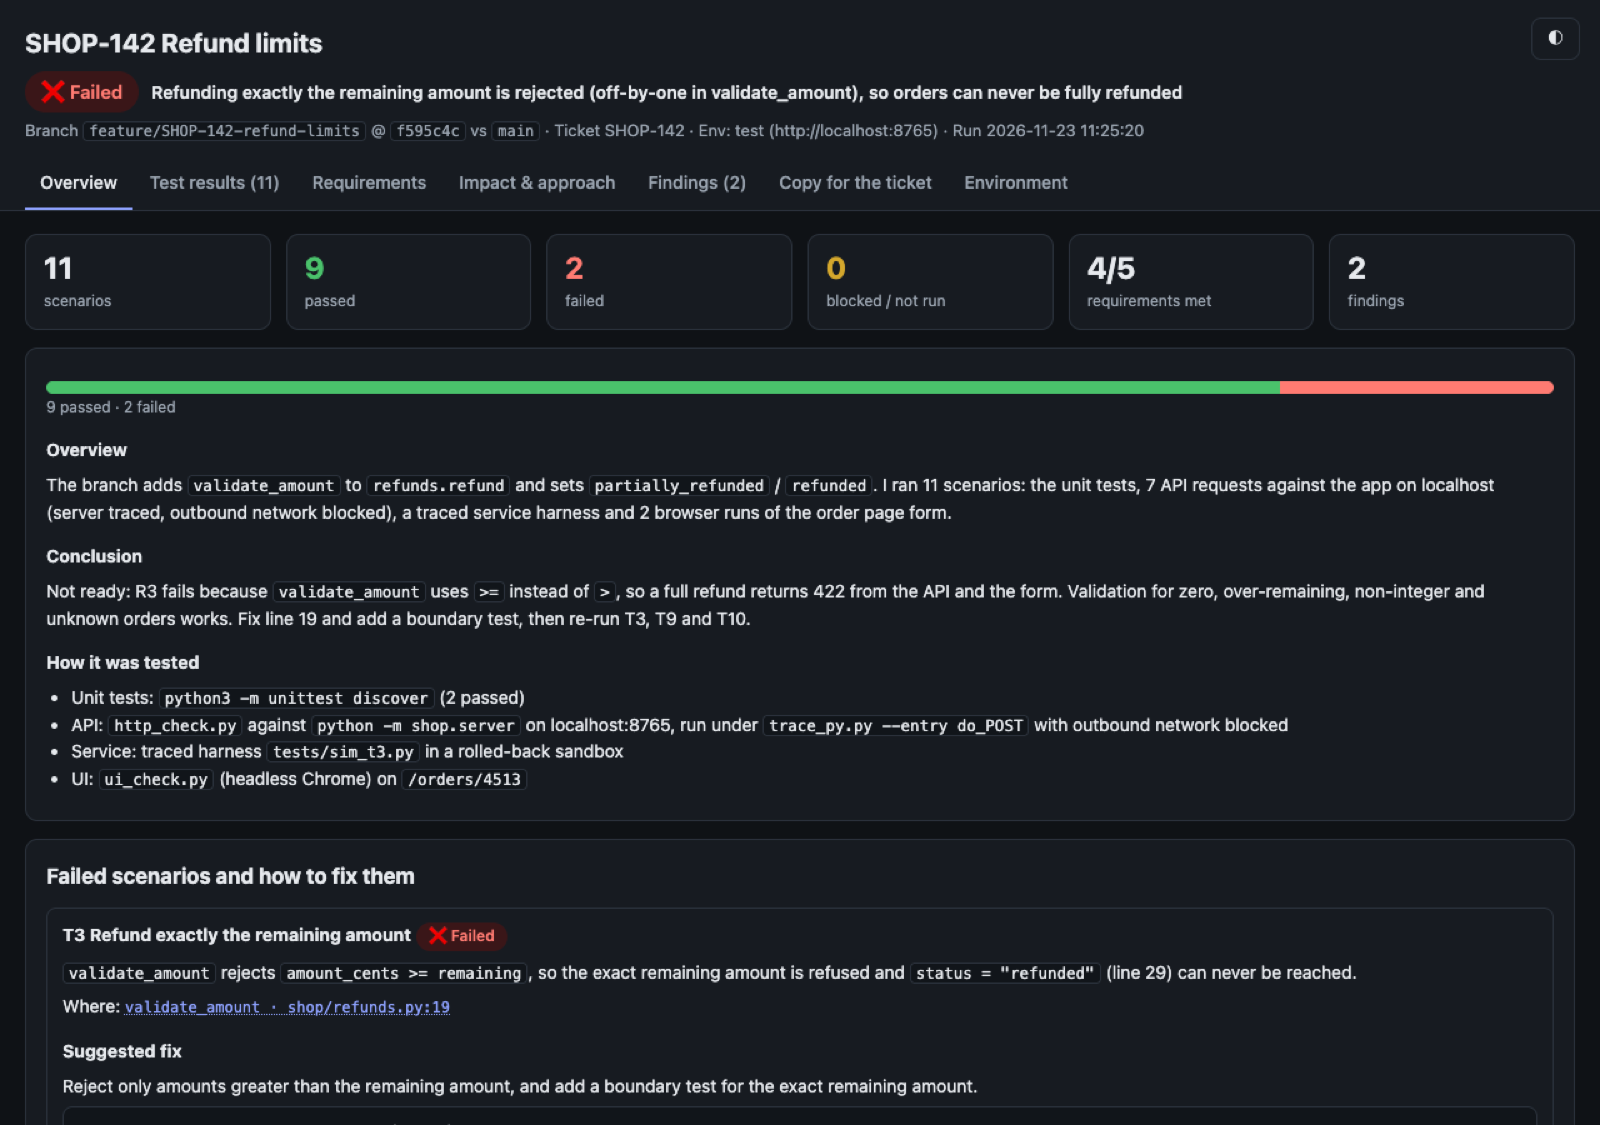 SHOP-142 Refund limits
❌ Failed Refunding exactly the remaining amount is rejected (off-by-one in validate_amount), so orders can never be fully refunded
Branch feature/SHOP-142-refund-limits @ f595c4c vs main · Ticket SHOP-142 · Env: test (http://localhost:8765) · Run 2026-11-23 11:25:20
Overview Test results (11) Requirements Impact & approach Findings (2) Copy for the ticket Environment
11 9 2 0 4/5 2
scenarios passed failed blocked / not run requirements met findings
9 passed · 2 failed
Overview
The branch adds validate_amount to refunds.refund and sets partially_refunded / refunded. I ran 11 scenarios: the unit tests, 7 API requests against the app on localhost
(server traced, outbound network blocked), a traced service harness and 2 browser runs of the order page form.
Conclusion
Not ready: R3 fails because validate_amount uses >= instead of >, so a full refund returns 422 from the API and the form. Validation for zero, over-remaining, non-integer and
unknown orders works. Fix line 19 and add a boundary test, then re-run T3, T9 and T10.
How it was tested
• Unit tests: python3 -m unittest discover (2 passed)
• API: http_check.py against python -m shop.server on localhost:8765, run under trace_py.py --entry do_POST with outbound network blocked
• Service: traced harness tests/sim_t3.py in a rolled-back sandbox
• UI: ui_check.py (headless Chrome) on /orders/4513
Failed scenarios and how to fix them
T3 Refund exactly the remaining amount ❌ Failed
validate_amount rejects amount_cents >= remaining, so the exact remaining amount is refused and status = "refunded" (line 29) can never be reached.
Where: validate_amount · shop/refunds.py:19
Suggested fix
Reject only amounts greater than the remaining amount, and add a boundary test for the exact remaining amount.